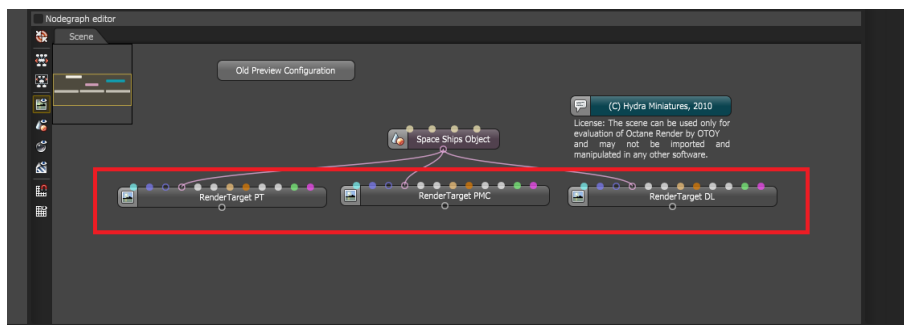 Nodegraph editor
Scene
Old Preview Configuration
(C) Hydra Miniatures, 2010
License: The scene can be used only for
evaluation of Octane Render by OTOY
and may not be imported and
manipulated in any other software.
Space Ships Object
RenderTarget PT
RenderTarget PMC
RenderTarget DL